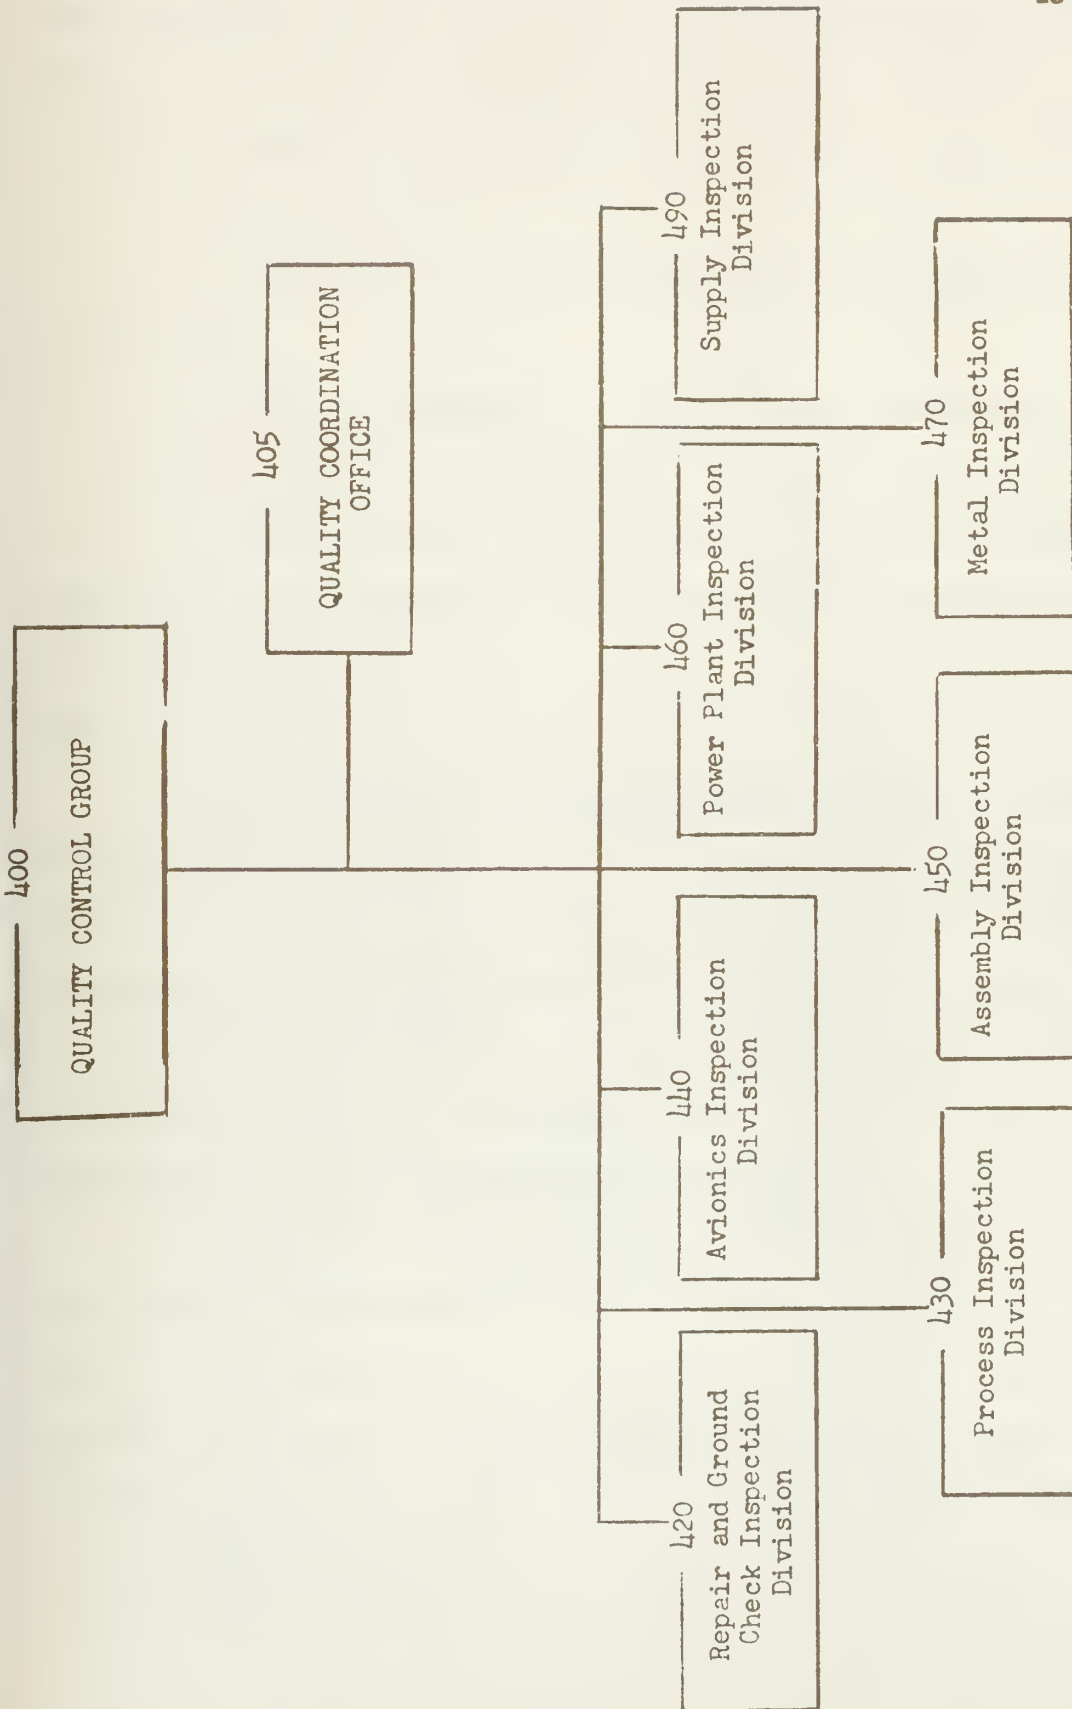 400
QUALITY CONTROL GROUP
405
QUALITY COORDINATION
OFFICE
420
Repair and Ground
Check Inspection
Division
440
Avionics Inspection
Division
460
Power Plant Inspection
Division
490
Supply Inspection
Division
430
Process Inspection
Division
450
Assembly Inspection
Division
470
Metal Inspection
Division